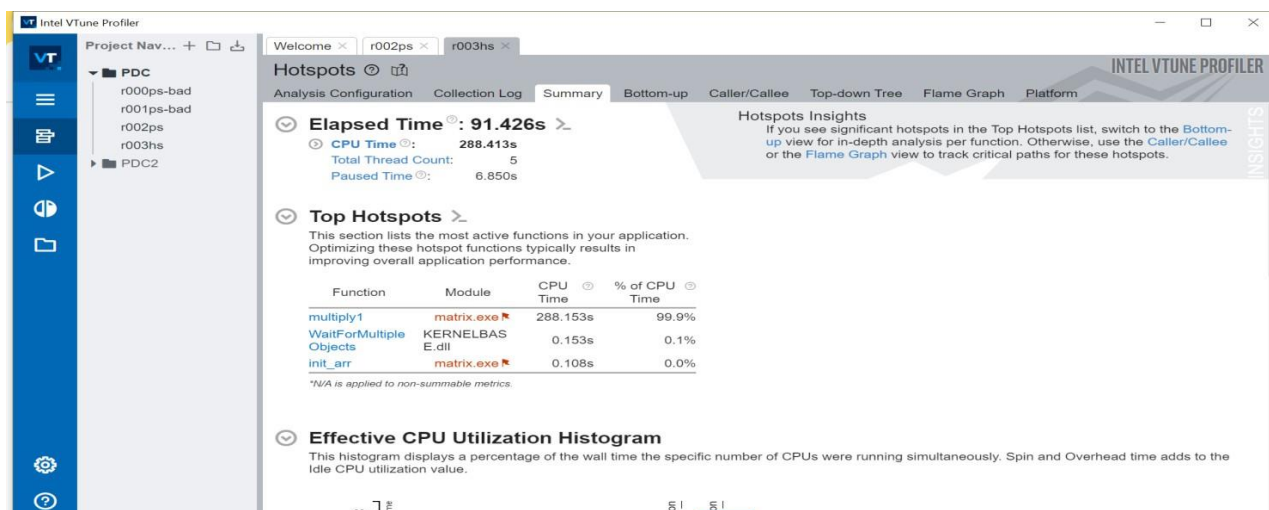 VT Intel VTune Profiler
VT
Project Nav...
PDC
r000ps-bad
r001ps-bad
r002ps
r003hs
PDC2
Welcome × r002ps × r003hs ×
Hotspots
INTEL VTUNE PROFILER
Analysis Configuration Collection Log Summary Bottom-up Caller/Callee Top-down Tree Flame Graph Platform
Elapsed Time: 91.426s
CPU Time: 288.413s
Total Thread Count: 5
Paused Time: 6.850s
Hotspots Insights
If you see significant hotspots in the Top Hotspots list, switch to the Bottom-
up view for in-depth analysis per function. Otherwise, use the Caller/Callee
or the Flame Graph view to track critical paths for these hotspots.
INSIGHTS
Top Hotspots
This section lists the most active functions in your application.
Optimizing these hotspot functions typically results in
improving overall application performance.
Function Module CPU Time % of CPU Time
multiply1 matrix.exe 288.153s 99.9%
WaitForMultiple
Objects KERNELBAS
E.dll 0.153s 0.1%
init_arr matrix.exe 0.108s 0.0%
*N/A is applied to non-summable metrics.
Effective CPU Utilization Histogram
This histogram displays a percentage of the wall time the specific number of CPUs were running simultaneously. Spin and Overhead time adds to the
Idle CPU utilization value.